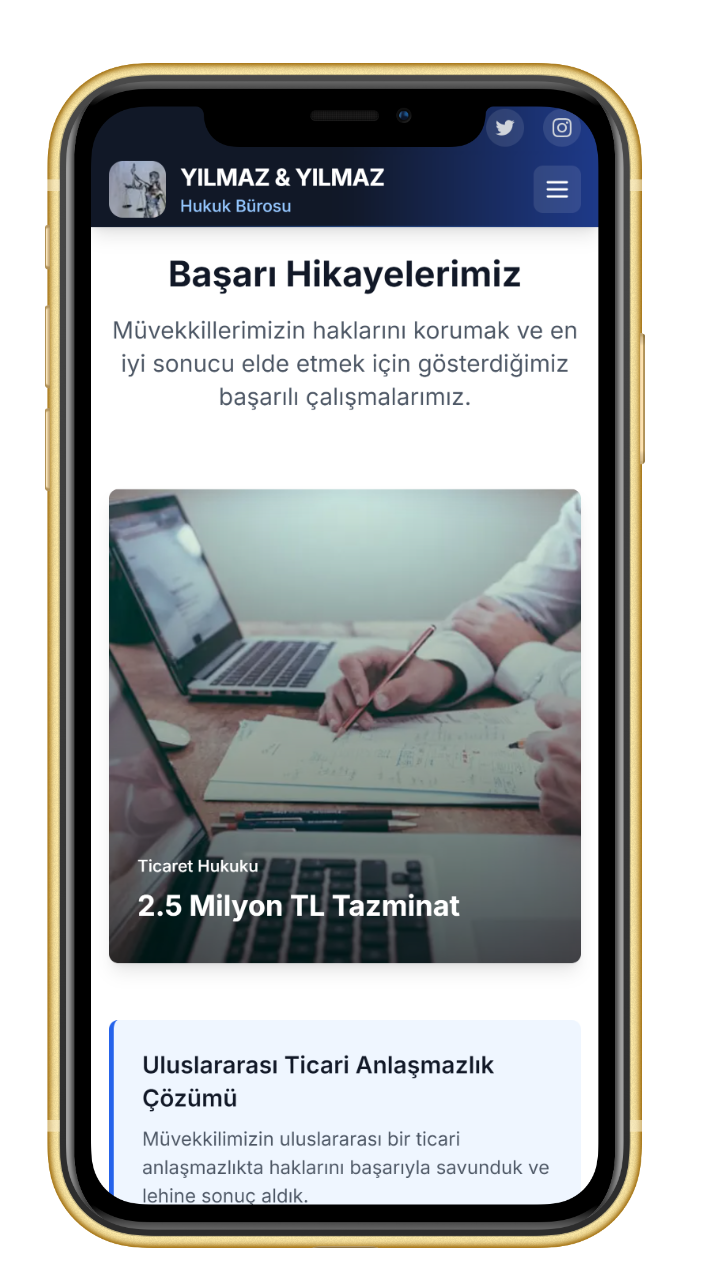 YILMAZ & YILMAZ
Hukuk Bürosu
Başarı Hikayelerimiz
Müvekkillerimizin haklarını korumak ve en
iyi sonucu elde etmek için gösterdiğimiz
başarılı çalışmalarımız.
Ticaret Hukuku
2.5 Milyon TL Tazminat
Uluslararası Ticari Anlaşmazlık
Çözümü
Müvekkilimizin uluslararası bir ticari
anlaşmazlıkta haklarını başarıyla savunduk ve
lehine sonuç aldık.